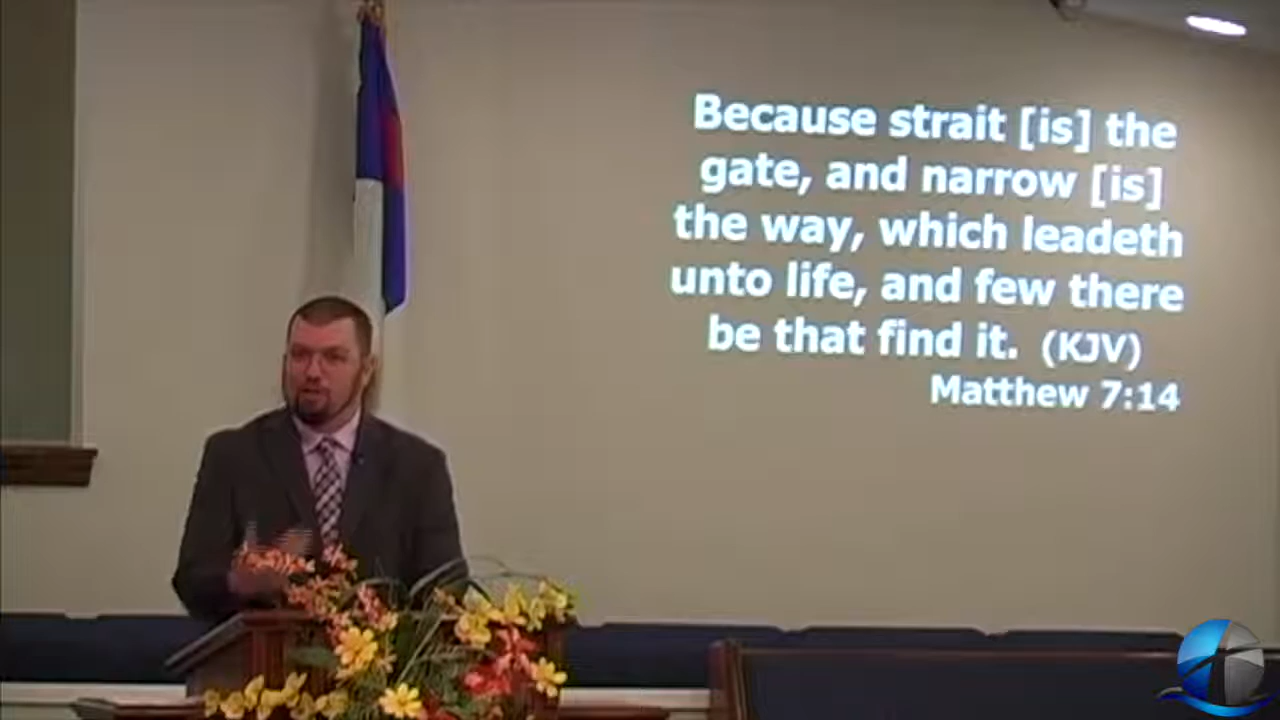 Because strait [is] the
gate, and narrow [is]
the way, which leadeth
unto life, and few there
be that find it. (KJV)
Matthew 7:14